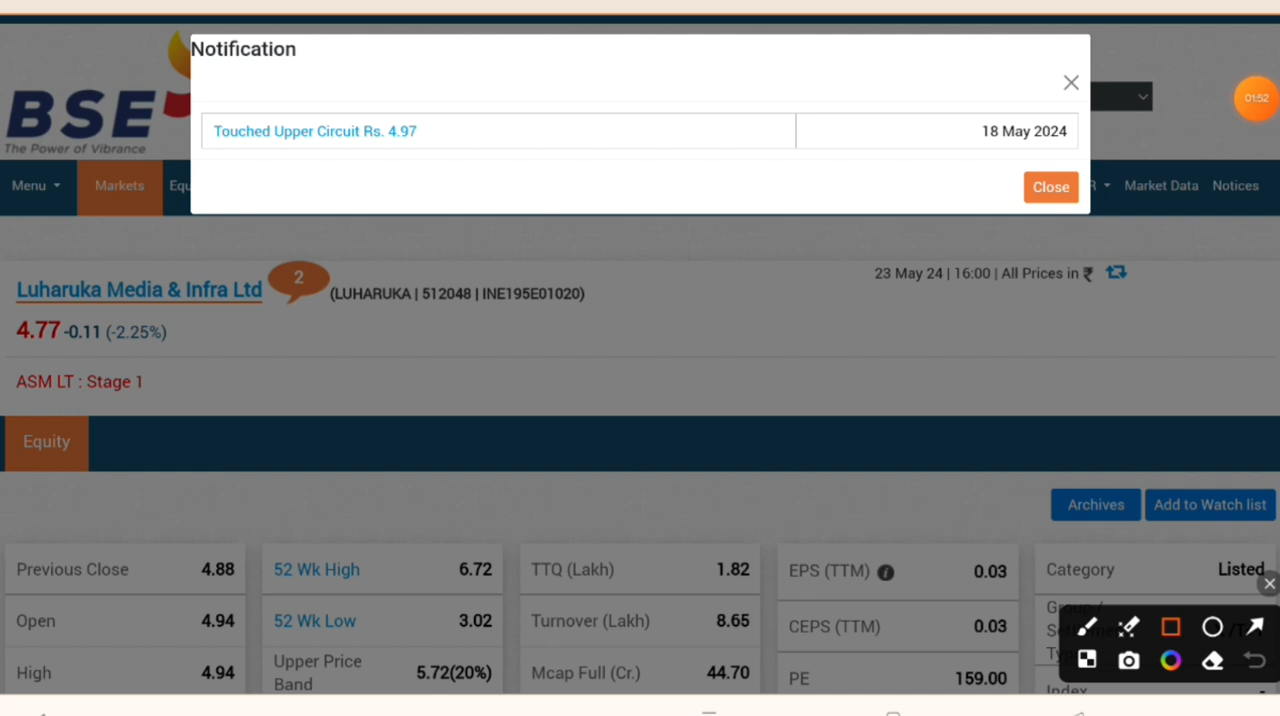 Notification
BSE
The Power of Vibrance
01:52
Touched Upper Circuit Rs. 4.97 18 May 2024
Close
Menu Markets Market Data Notices
Luharuka Media & Infra Ltd 2 (LUHARUKA | 512048 | INE195E01020) 23 May 24 | 16:00 | All Prices in ₹
4.77 -0.11 (-2.25%)
ASM LT : Stage 1
Equity
Archives Add to Watch list
Previous Close 4.88 52 Wk High 6.72 TTQ (Lakh) 1.82 EPS (TTM) 0.03 Category Listed
Open 4.94 52 Wk Low 3.02 Turnover (Lakh) 8.65 CEPS (TTM) 0.03
High 4.94 Upper Price Band 5.72(20%) Mcap Full (Cr.) 44.70 PE 159.00